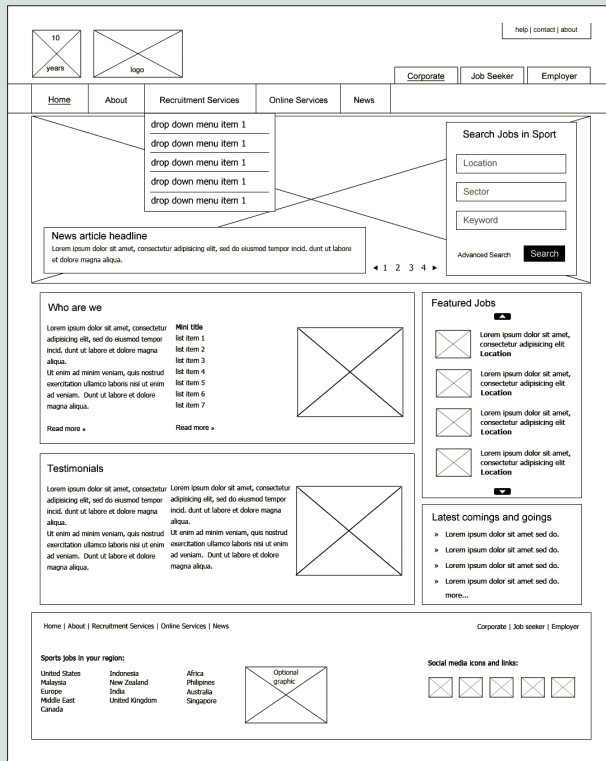 help | contact | about
10
years
logo
Corporate
Job Seeker
Employer
Home
About
Recruitment Services
Online Services
News
drop down menu item 1
drop down menu item 1
drop down menu item 1
drop down menu item 1
drop down menu item 1
Search Jobs in Sport
Location
Sector
Keyword
Advanced Search
Search
News article headline
Lorem ipsum dolor sit amet, consectetur adipisicing elit, sed do eiusmod tempor incid. dunt ut labore
et dolore magna aliqua.
◄ 1 2 3 4 ►
Who are we
Lorem ipsum dolor sit amet, consectetur
adipisicing elit, sed do eiusmod tempor
incid. dunt ut labore et dolore magna
aliqua.
Ut enim ad minim veniam, quis nostrud
exercitation ullamco laboris nisi ut enim
ad veniam. Dunt ut labore et dolore
magna aliqua.
Read more »
Mini title
list item 1
list item 2
list item 3
list item 4
list item 5
list item 6
list item 7
Read more »
Featured Jobs
Lorem ipsum dolor sit amet,
consectetur adipisicing elit
Location
Lorem ipsum dolor sit amet,
consectetur adipisicing elit
Location
Lorem ipsum dolor sit amet,
consectetur adipisicing elit
Location
Lorem ipsum dolor sit amet,
consectetur adipisicing elit
Location
Testimonials
Lorem ipsum dolor sit amet, consectetur
adipisicing elit, sed do eiusmod tempor
incid. dunt ut labore et dolore magna
aliqua.
Ut enim ad minim veniam, quis nostrud
exercitation ullamco laboris nisi ut enim
ad veniam. Dunt ut labore et dolore
magna aliqua.
Lorem ipsum dolor sit amet, consectetur
adipisicing elit, sed do eiusmod tempor
incid. dunt ut labore et dolore magna
aliqua.
Ut enim ad minim veniam, quis nostrud
exercitation ullamco laboris nisi ut enim
ad veniam. Dunt ut labore et dolore
magna aliqua.
Latest comings and goings
» Lorem ipsum dolor sit amet sed do.
» Lorem ipsum dolor sit amet sed do.
» Lorem ipsum dolor sit amet sed do.
» Lorem ipsum dolor sit amet sed do.
more...
Home | About | Recruitment Services | Online Services | News
Corporate | Job seeker | Employer
Sports jobs in your region:
United States
Malaysia
Europe
Middle East
Canada
Indonesia
New Zealand
India
United Kingdom
Africa
Philipines
Australia
Singapore
Optional
graphic
Social media icons and links: